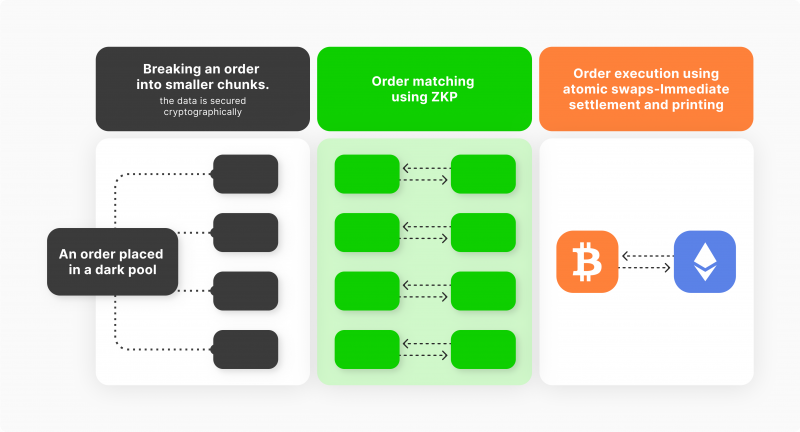 Breaking an order
into smaller chunks.
the data is secured
cryptographically
Order matching
using ZKP
Order execution using
atomic swaps-Immediate
settlement and printing
An order placed
in a dark pool